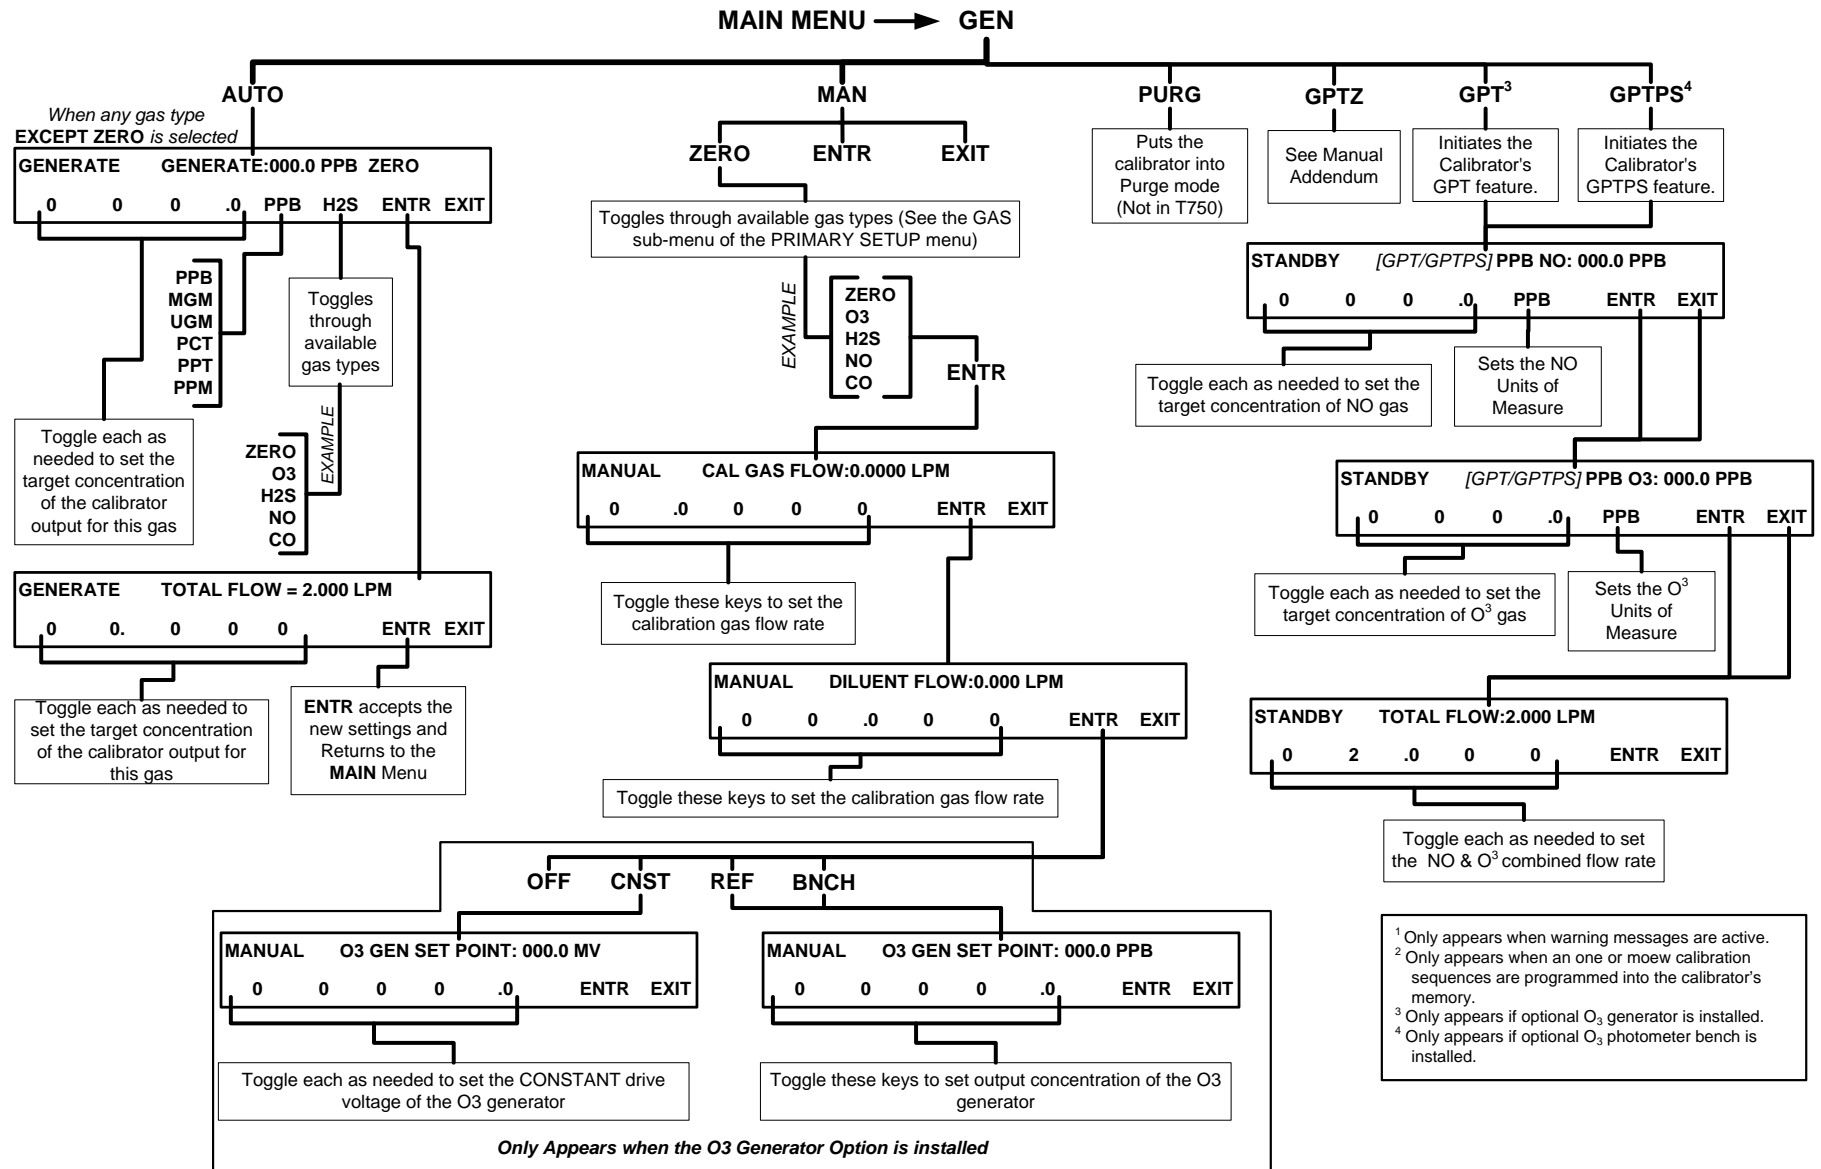 MAIN MENU GEN
AUTO
MAN
PURG
GPTZ
GPT3
GPTPS4
When any gas type
EXCEPT ZERO is selected
GENERATE GENERATE:000.0 PPB ZERO
0 0 0 .0 PPB H2S ENTR EXIT
PPB
MGM
UGM
PCT
PPT
PPM
Toggles
through
available
gas types
Toggle each as
needed to set the
target concentration
of the calibrator
output for this gas
EXAMPLE
ZERO
O3
H2S
NO
CO
GENERATE TOTAL FLOW = 2.000 LPM
0 0. 0 0 0 ENTR EXIT
Toggle each as needed to
set the target concentration
of the calibrator output for
this gas
ENTR accepts the
new settings and
Returns to the
MAIN Menu
ZERO ENTR EXIT
Toggles through available gas types (See the GAS
sub-menu of the PRIMARY SETUP menu)
EXAMPLE
ZERO
O3
H2S
NO
CO
ENTR
MANUAL CAL GAS FLOW:0.0000 LPM
0 .0 0 0 0 ENTR EXIT
Toggle these keys to set the
calibration gas flow rate
MANUAL DILUENT FLOW:0.000 LPM
0 0 .0 0 0 ENTR EXIT
Toggle these keys to set the calibration gas flow rate
OFF CNST REF BNCH
MANUAL O3 GEN SET POINT: 000.0 MV
0 0 0 0 .0 ENTR EXIT
Toggle each as needed to set the CONSTANT drive
voltage of the O3 generator
MANUAL O3 GEN SET POINT: 000.0 PPB
0 0 0 0 .0 ENTR EXIT
Toggle these keys to set output concentration of the O3
generator
Only Appears when the O3 Generator Option is installed
Puts the
calibrator into
Purge mode
(Not in T750)
See Manual
Addendum
Initiates the
Calibrator's
GPT feature.
Initiates the
Calibrator's
GPTPS feature.
STANDBY [GPT/GPTPS] PPB NO: 000.0 PPB
0 0 0 .0 PPB ENTR EXIT
Toggle each as needed to set the
target concentration of NO gas
Sets the NO
Units of
Measure
STANDBY [GPT/GPTPS] PPB O3: 000.0 PPB
0 0 0 .0 PPB ENTR EXIT
Toggle each as needed to set the
target concentration of O3 gas
Sets the O3
Units of
Measure
STANDBY TOTAL FLOW:2.000 LPM
0 2 .0 0 0 ENTR EXIT
Toggle each as needed to set
the NO & O3 combined flow rate
1 Only appears when warning messages are active.
2 Only appears when an one or moew calibration
sequences are programmed into the calibrator's
memory.
3 Only appears if optional O3 generator is installed.
4 Only appears if optional O3 photometer bench is
installed.